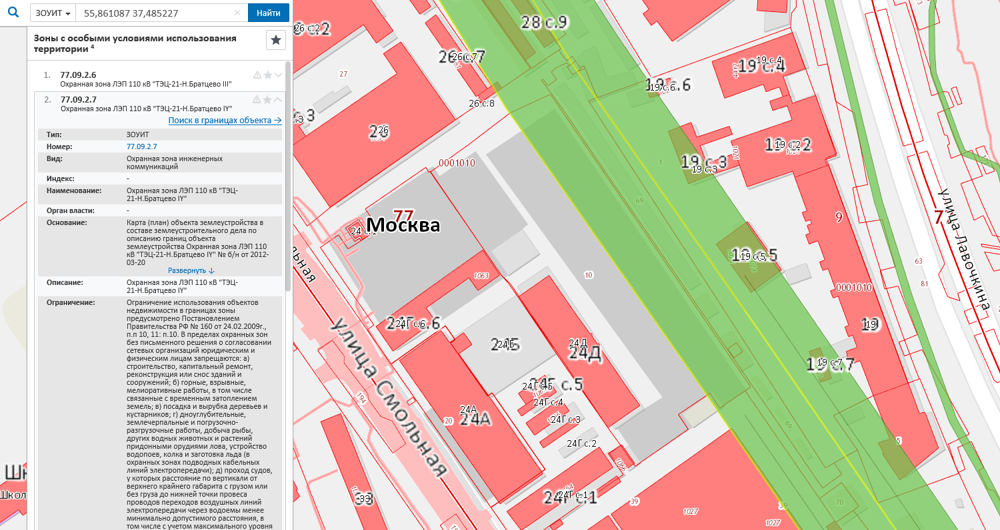 ЗОУИТ
55,861087 37,485227
Найти
Зоны с особыми условиями использования
территории 4
1. 77.09.2.6
Охранная зона ЛЭП 110 кВ "ТЭЦ-21-Н.Братцево III"
2. 77.09.2.7
Охранная зона ЛЭП 110 кВ "ТЭЦ-21-Н.Братцево IY"
Поиск в границах объекта →
Тип: ЗОУИТ
Номер: 77.09.2.7
Вид: Охранная зона инженерных
коммуникаций
Индекс: -
Наименование: Охранная зона ЛЭП 110 кВ "ТЭЦ-
21-Н.Братцево IY"
Орган власти: -
Основание: Карта (план) объекта землеустройства в
составе землеустроительного дела по
описанию границ объекта
землеустройства Охранная зона ЛЭП 110
кВ "ТЭЦ-21-Н.Братцево IY" № б/н от 2012-
03-20
Развернуть ↓
Описание: Охранная зона ЛЭП 110 кВ "ТЭЦ-
21-Н.Братцево IY"
Ограничение: Ограничение использования объектов
недвижимости в границах зоны
предусмотрено Постановлением
Правительства РФ № 160 от 24.02.2009г.,
п.п 10, 11: п.10. В пределах охранных зон
без письменного решения о согласовании
сетевых организаций юридическим и
физическим лицам запрещаются: а)
строительство, капитальный ремонт,
реконструкция или снос зданий и
сооружений; б) горные, взрывные,
мелиоративные работы, в том числе
связанные с временным затоплением
земель; в) посадка и вырубка деревьев и
кустарников; г) дноуглубительные,
землечерпальные и погрузочно-
разгрузочные работы, добыча рыбы,
других водных животных и растений
придонными орудиями лова, устройство
водопоев, колка и заготовка льда (в
охранных зонах подводных кабельных
линий электропередачи); д) проход судов,
у которых расстояние по вертикали от
верхнего крайнего габарита с грузом или
без груза до нижней точки провеса
проводов переходов воздушных линий
электропередачи через водоемы менее
минимально допустимого расстояния, в
том числе с учетом максимального уровня
26 с.2
28 с.9
26 с.7
26 с.7
19 с.4
19 с.4
27
19 с.6
19 с.6
26 с.8
26
26
19 с.2
19 с.2
1021
19 с.3
19 с.3
0001010
1
69
77
Москва
24 с.1
9
улица Лавочкина
63
81
19 с.5
19 с.5
1063
10
0001010
24Г с.6
24Б
24Д
24Д
19
19
19 с.7
19 с.7
улица Смольная
24Г с.5
24Г с.4
24Г с.3
24Г с.2
24А
24А
20
194
69
5
1066
24Г с.1
24Г с.1
33
39
39
70
1027
1027
Школ